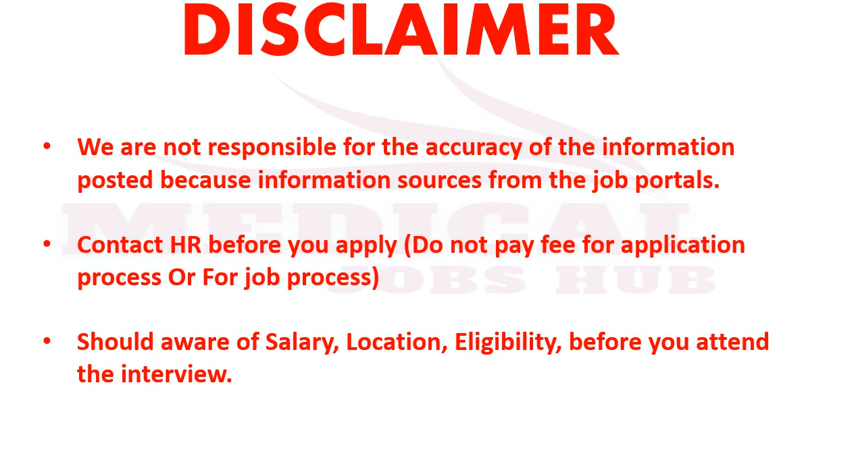 DISCLAIMER
• We are not responsible for the accuracy of the information
posted because information sources from the job portals.
MEDICAL
• Contact HR before you apply (Do not pay fee for application
process Or For job process)
JOBS HUB
• Should aware of Salary, Location, Eligibility, before you attend
the interview.